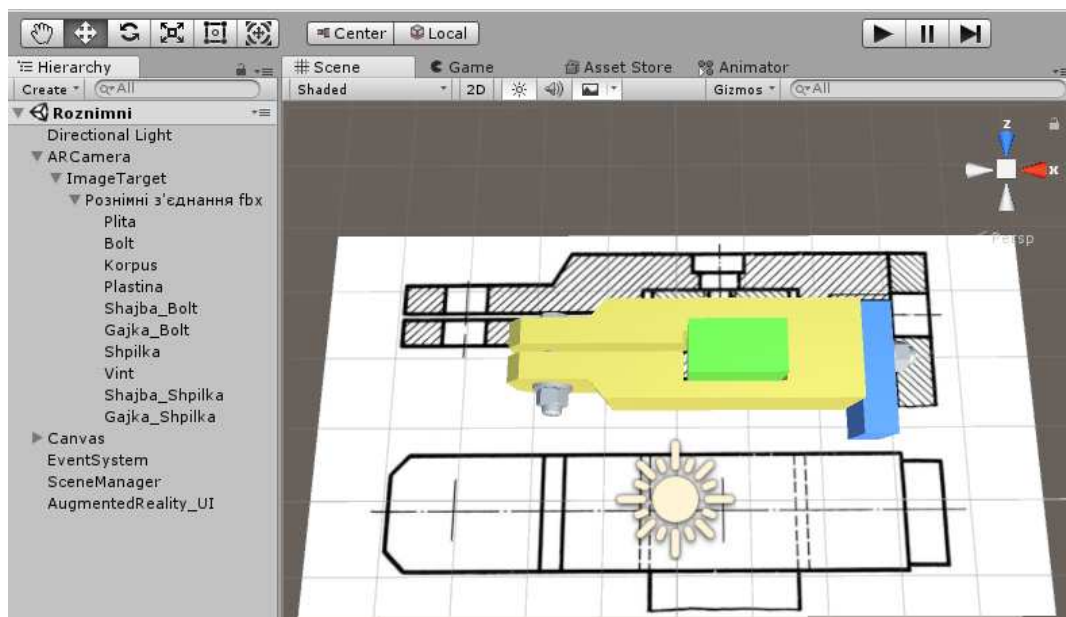 Center Local
Hierarchy
Create All
Roznimni
Directional Light
ARCamera
ImageTarget
Рознімні з'єднання fbx
Plita
Bolt
Korpus
Plastina
Shajba_Bolt
Gajka_Bolt
Shpilka
Vint
Shajba_Shpilka
Gajka_Shpilka
Canvas
EventSystem
SceneManager
AugmentedReality_UI
Scene Game Asset Store Animator
Shaded 2D Gizmos All
z
x
Persp